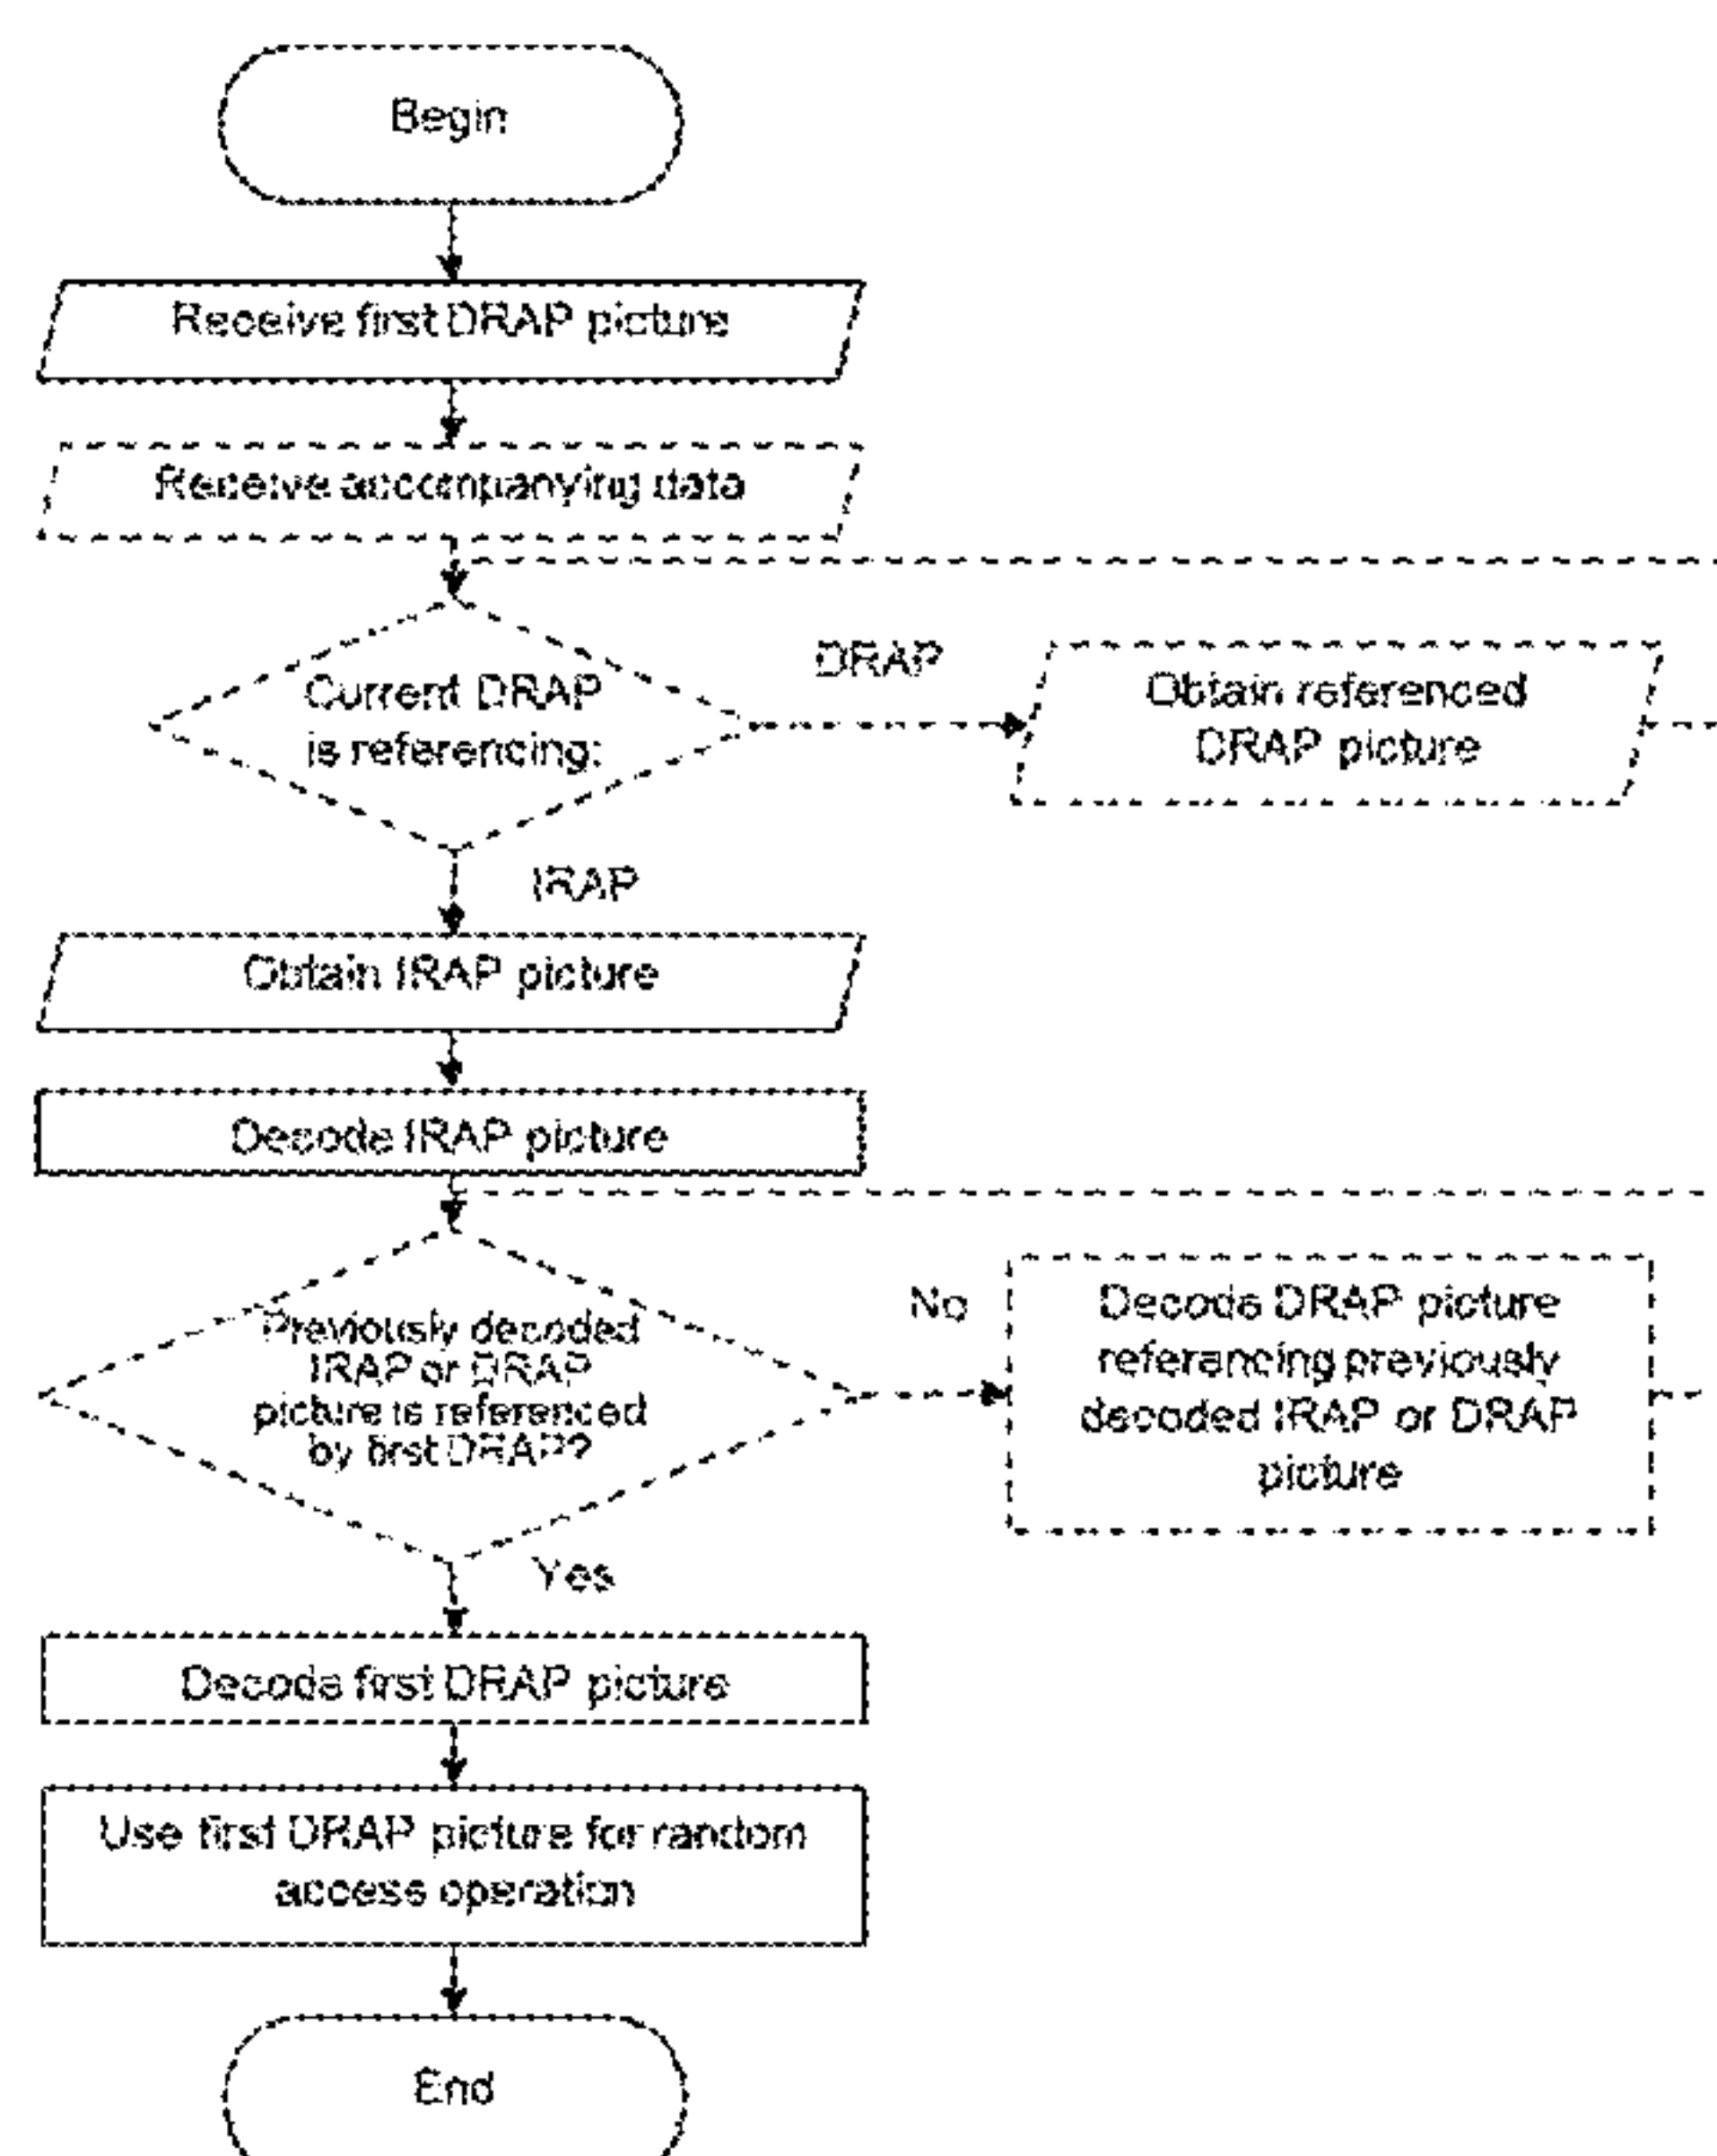 Begin
Receive first DRAP picture
Receive accompanying data
DRAP
Current DRAP
is referencing:
Obtain referenced
DRAP picture
IRAP
Obtain IRAP picture
Decode IRAP picture
No
Previously decoded
IRAP or DRAP
picture is referenced
by first DRAP?
Decode DRAP picture
referencing previously
decoded IRAP or DRAP
picture
Yes
Decode first DRAP picture
Use first DRAP picture for random
access operation
End